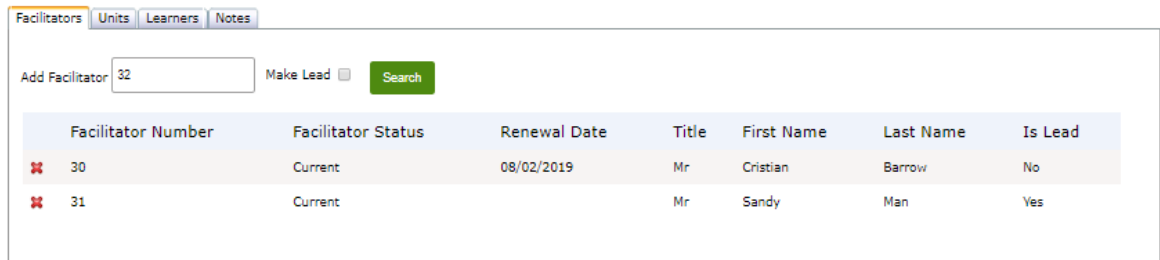 Facilitators Units Learners Notes
Add Facilitator 32 Make Lead Search
Facilitator Number Facilitator Status Renewal Date Title First Name Last Name Is Lead
30 Current 08/02/2019 Mr Cristian Barrow No
31 Current Mr Sandy Man Yes